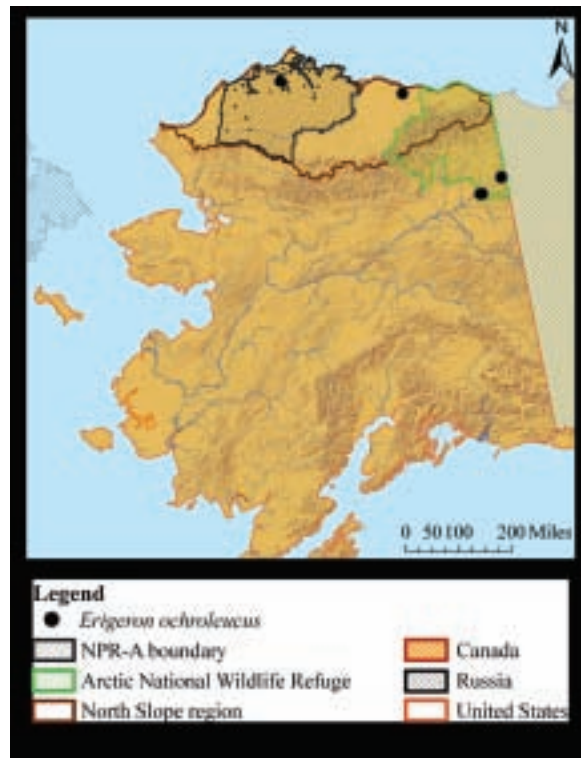 N
0 50 100 200 Miles
Legend
Erigeron ochroleucus
NPR-A boundary
Canada
Arctic National Wildlife Refuge
Russia
North Slope region
United States